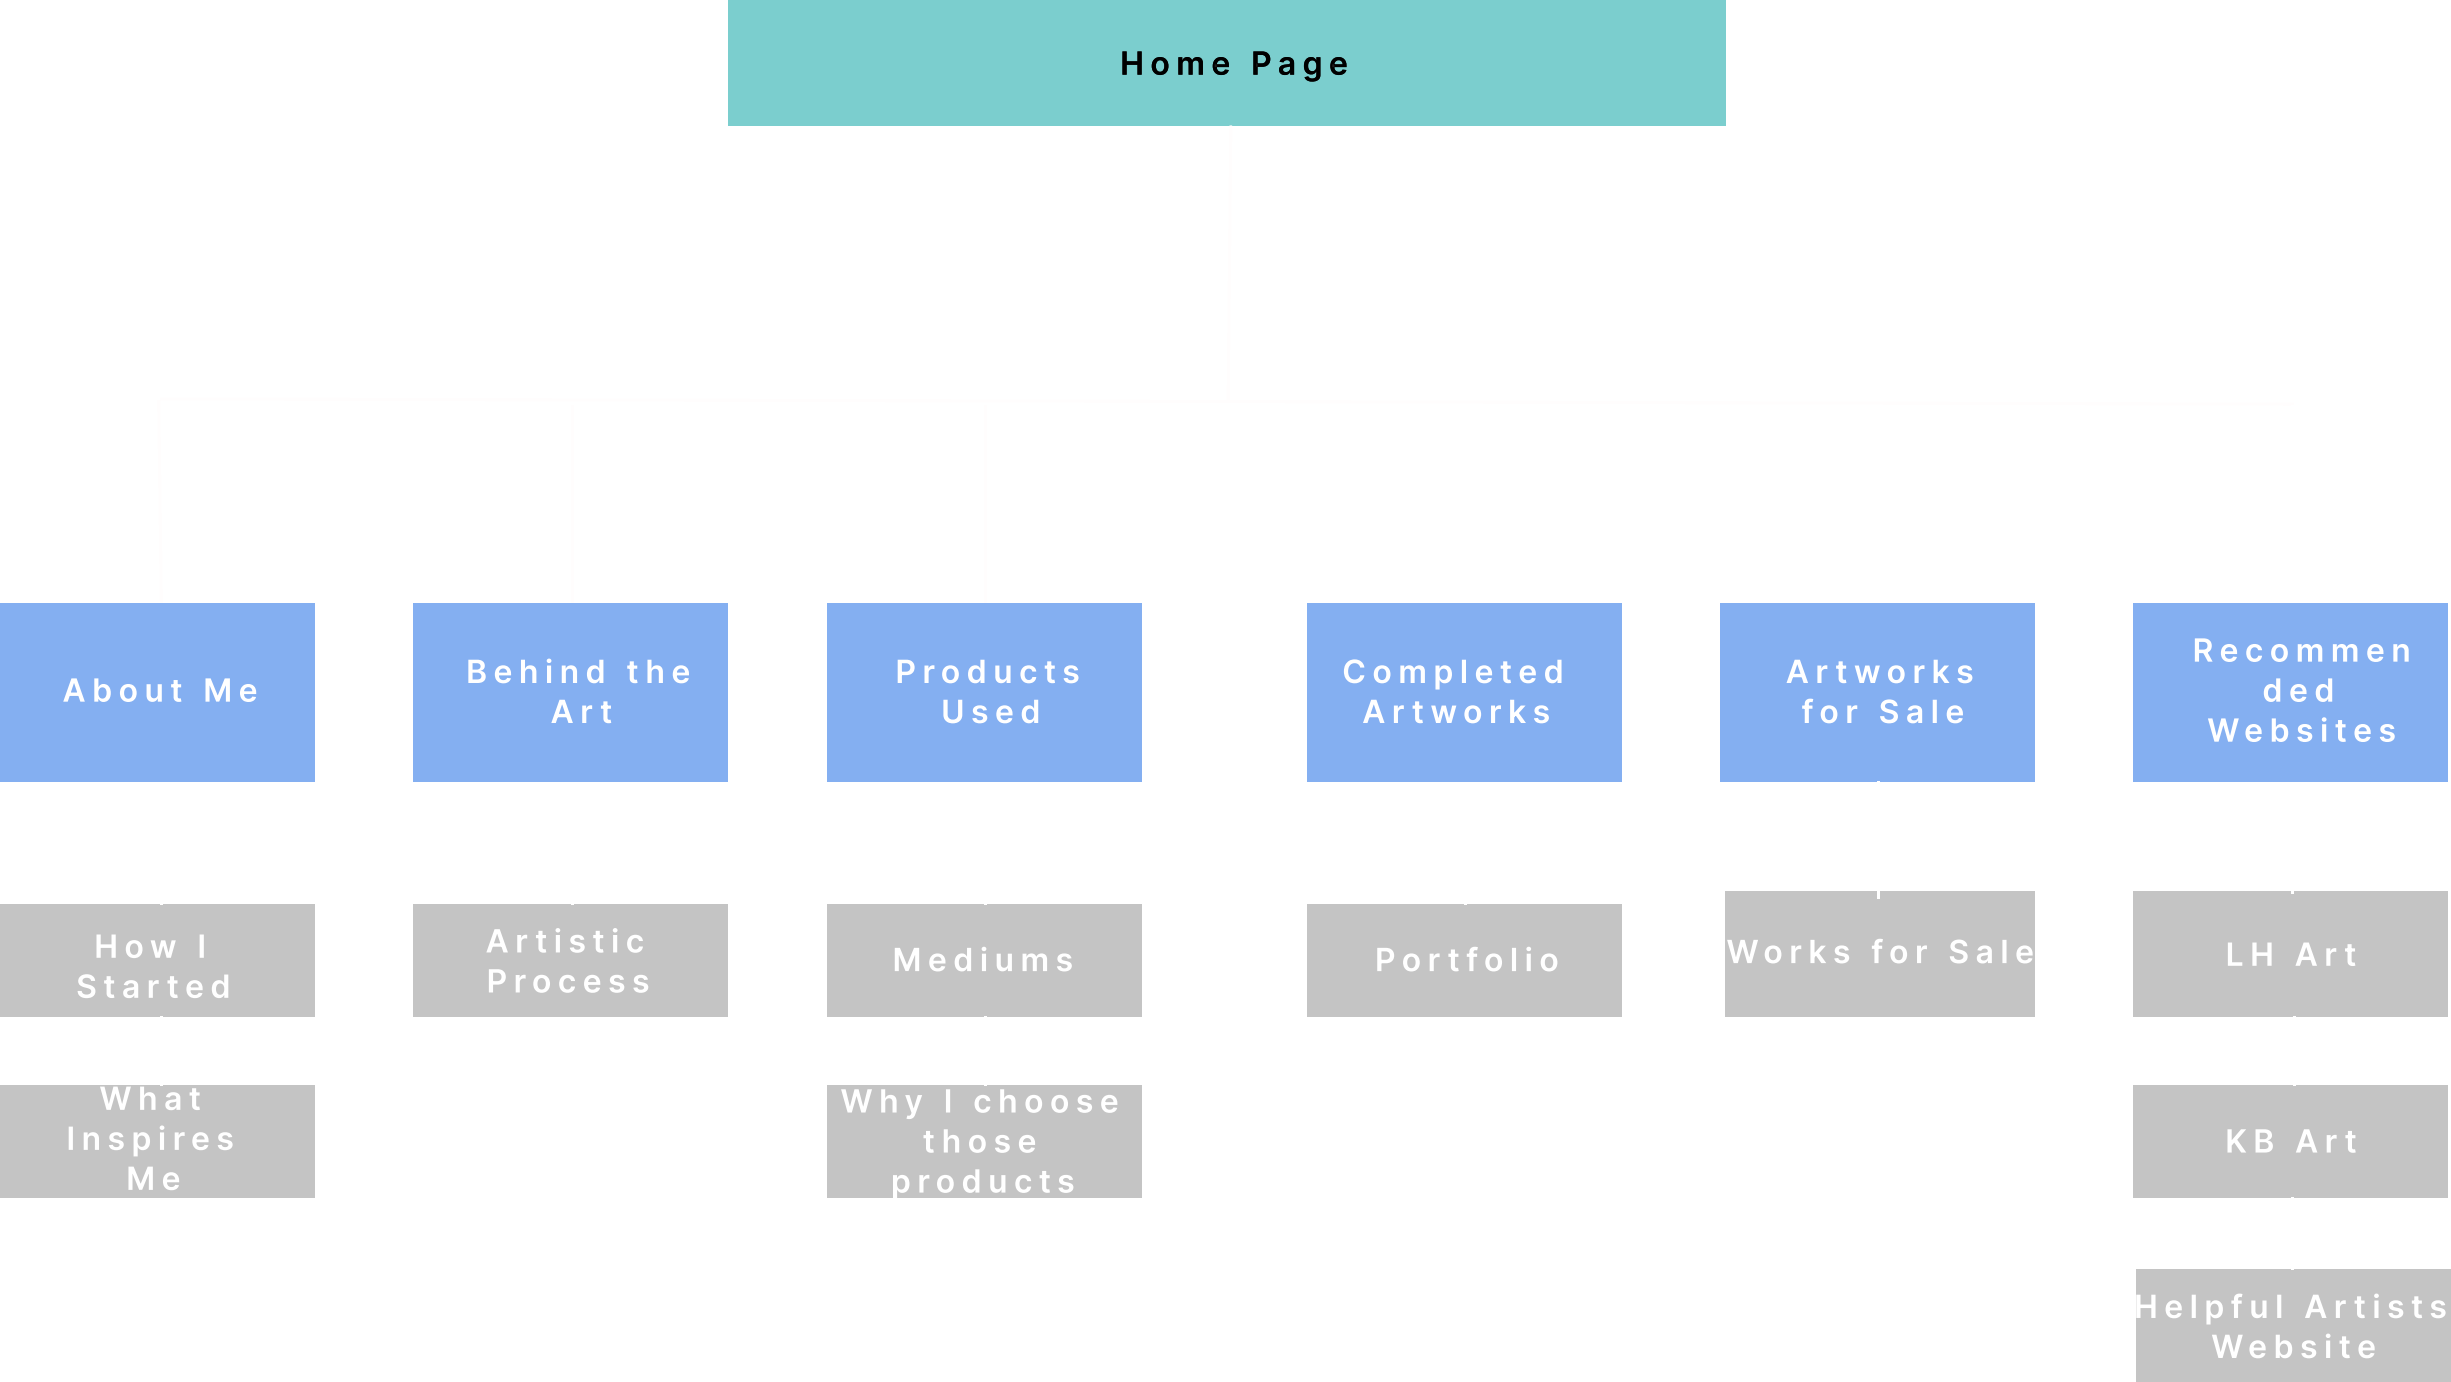 Home Page
About Me
Behind the
Art
Products
Used
Completed
Artworks
Artworks
for Sale
Recommen
ded
Websites
How I
Started
Artistic
Process
Mediums
Portfolio
Works for Sale
LH Art
What
Inspires
Me
Why I choose
those
products
KB Art
Helpful Artists
Website